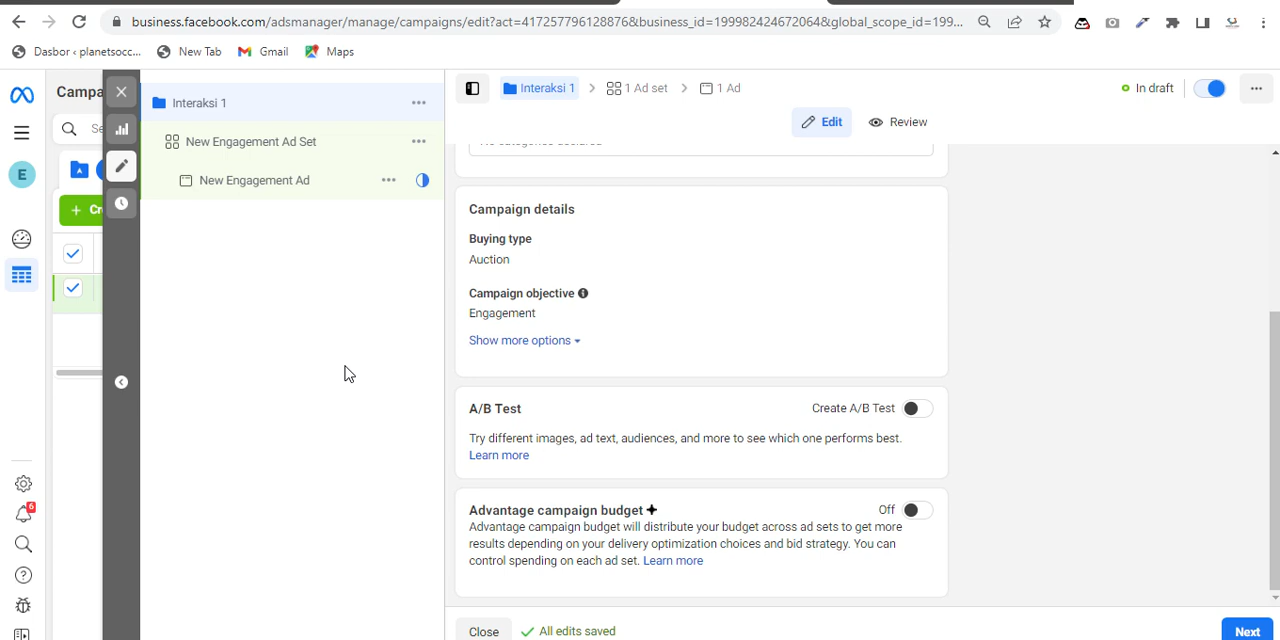 business.facebook.com/adsmanager/manage/campaigns/edit?act=417257796128876&business_id=1999824246720648&global_scope_id=199...
Dasbor ‹ planetsocc...
New Tab
Gmail
Maps
Campa
Interaksi 1
Interaksi 1
1 Ad set
1 Ad
In draft
Se
New Engagement Ad Set
Edit
Review
E
New Engagement Ad
+ Cr
Campaign details
Buying type
Auction
Campaign objective
Engagement
Show more options
A/B Test
Create A/B Test
Try different images, ad text, audiences, and more to see which one performs best.
Learn more
Advantage campaign budget
Off
Advantage campaign budget will distribute your budget across ad sets to get more
results depending on your delivery optimization choices and bid strategy. You can
control spending on each ad set. Learn more
6
Close
All edits saved
Next